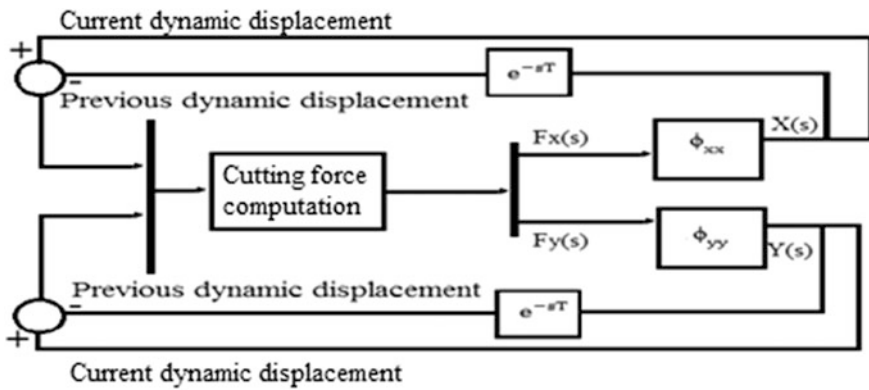 Current dynamic displacement
+
e^-sT
-
Previous dynamic displacement
Fx(s)
ϕxx
X(s)
Cutting force
computation
Fy(s)
ϕyy
Y(s)
Previous dynamic displacement
-
e^-sT
+
Current dynamic displacement